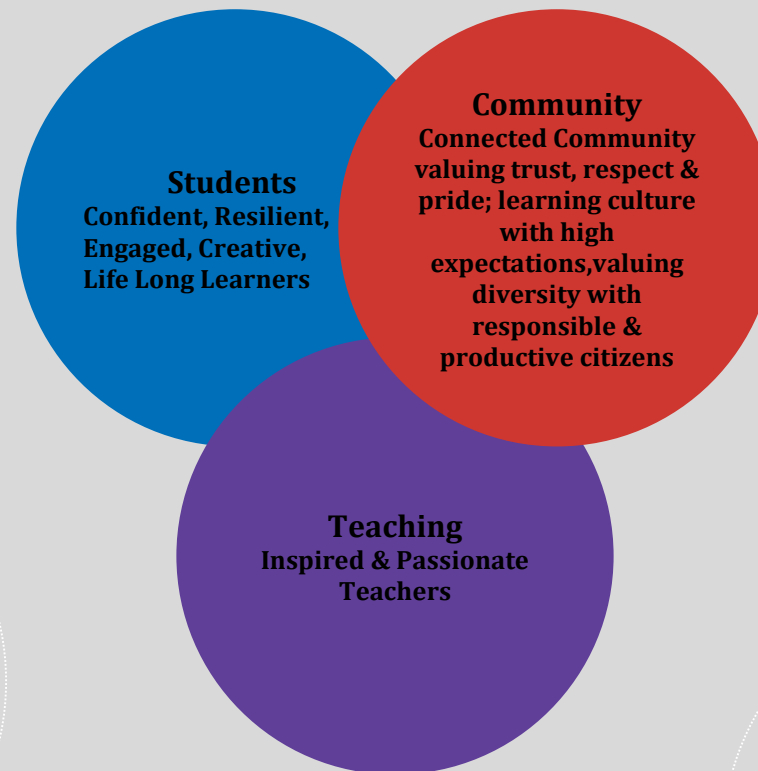 Students
Confident, Resilient,
Engaged, Creative,
Life Long Learners
Community
Connected Community
valuing trust, respect &
pride; learning culture
with high
expectations,valuing
diversity with
responsible &
productive citizens
Teaching
Inspired & Passionate
Teachers